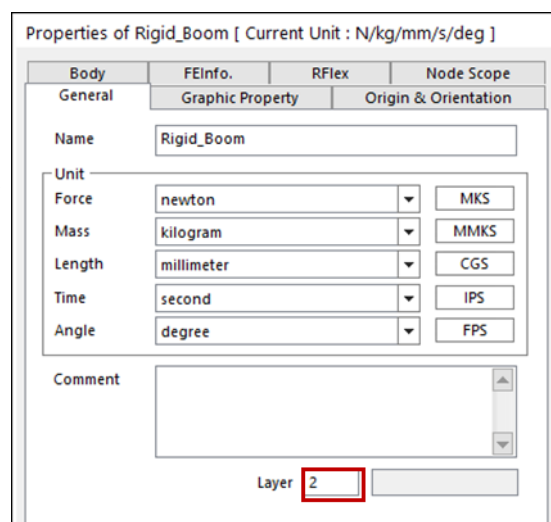 Properties of Rigid_Boom [ Current Unit : N/kg/mm/s/deg ]
Body FEInfo. RFlex Node Scope
General Graphic Property Origin & Orientation
Name Rigid_Boom
Unit
Force newton MKS
Mass kilogram MMKS
Length millimeter CGS
Time second IPS
Angle degree FPS
Comment
Layer 2